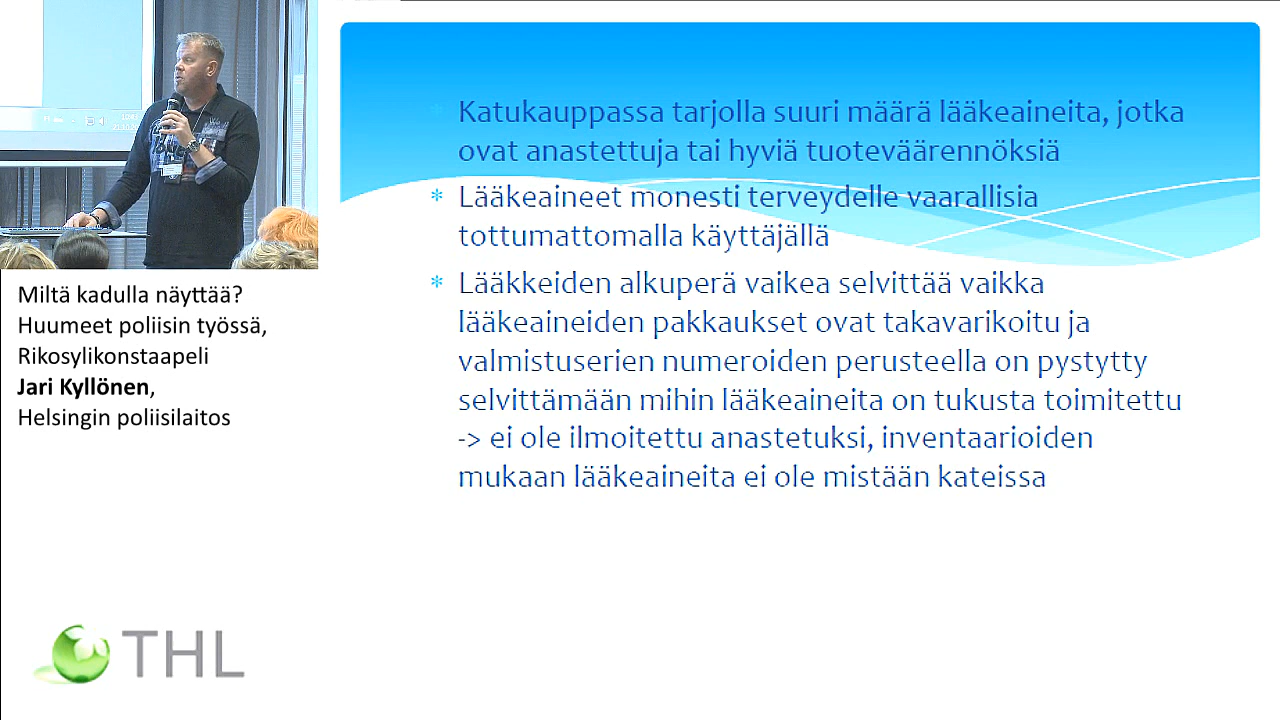 Katukauppassa tarjolla suuri määrä lääkeaineita, jotka
ovat anastettuja tai hyviä tuoteväärennöksiä
Lääkeaineet monesti terveydelle vaarallisia
tottumattomalla käyttäjällä
Lääkkeiden alkuperä vaikea selvittää vaikka
lääkeaineiden pakkaukset ovat takavarikoitu ja
valmistuserien numeroiden perusteella on pystytty
selvittämään mihin lääkeaineita on tukusta toimitettu
-> ei ole ilmoitettu anastetuksi, inventaarioiden
mukaan lääkeaineita ei ole mistään kateissa
Miltä kadulla näyttää?
Huumeet poliisin työssä,
Rikosylikonstaapeli
Jari Kyllönen,
Helsingin poliisilaitos
THL